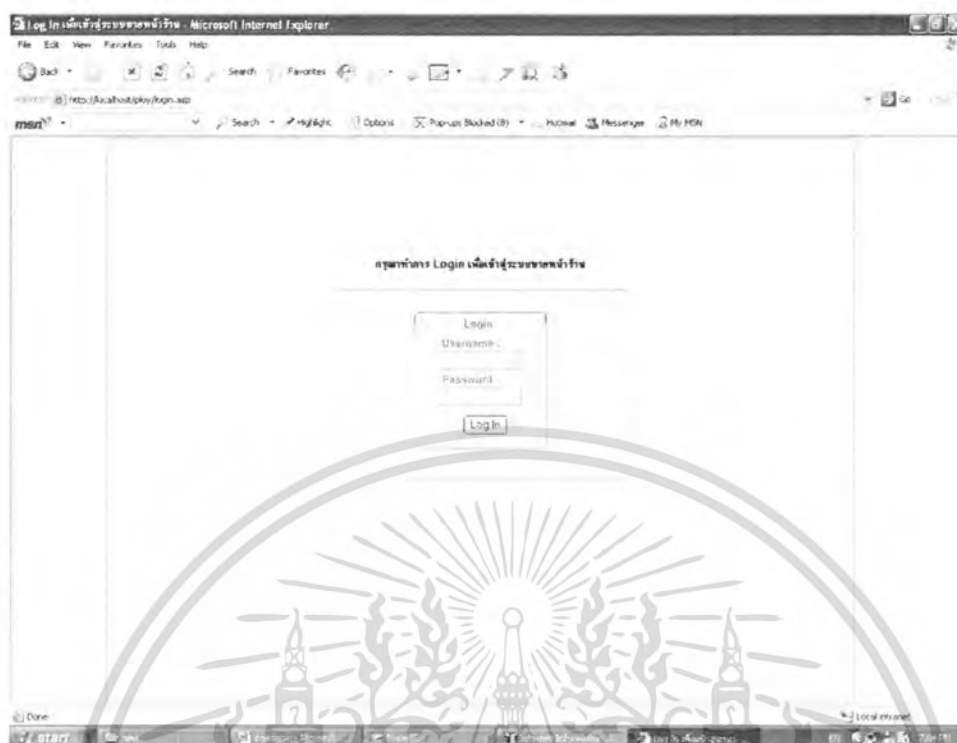 Log In เพื่อเข้าสู่ระบบขายหน้าร้าน - Microsoft Internet Explorer
File Edit View Favorites Tools Help
Back Search Favorites
http://localhost/ploy/login.asp Go
msn Search Highlight Options Pop-ups Blocked (8) Hotmail Messenger My MSN
กรุณาทำการ Login เพื่อเข้าสู่ระบบขายหน้าร้าน
Login
Username :
Password :
Log In
Done Local intranet
start new